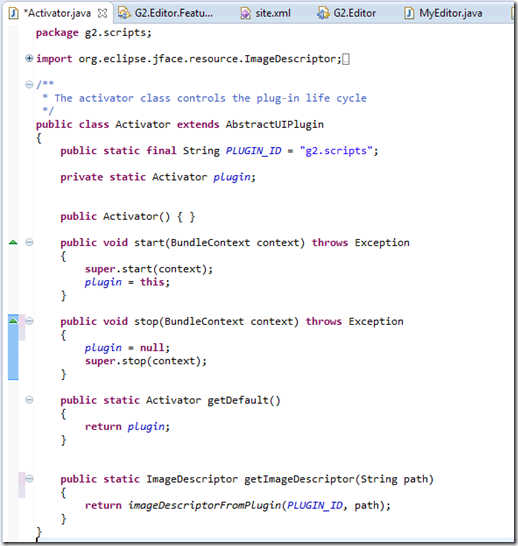 *Activator.java
G2.Editor.Featu...
site.xml
G2.Editor
MyEditor.java
package g2.scripts;
import org.eclipse.jface.resource.ImageDescriptor;
/**
 * The activator class controls the plug-in life cycle
 */
public class Activator extends AbstractUIPlugin
{
    public static final String PLUGIN_ID = "g2.scripts";
    private static Activator plugin;
    public Activator() { }
    public void start(BundleContext context) throws Exception
    {
        super.start(context);
        plugin = this;
    }
    public void stop(BundleContext context) throws Exception
    {
        plugin = null;
        super.stop(context);
    }
    public static Activator getDefault()
    {
        return plugin;
    }
    public static ImageDescriptor getImageDescriptor(String path)
    {
        return imageDescriptorFromPlugin(PLUGIN_ID, path);
    }
}